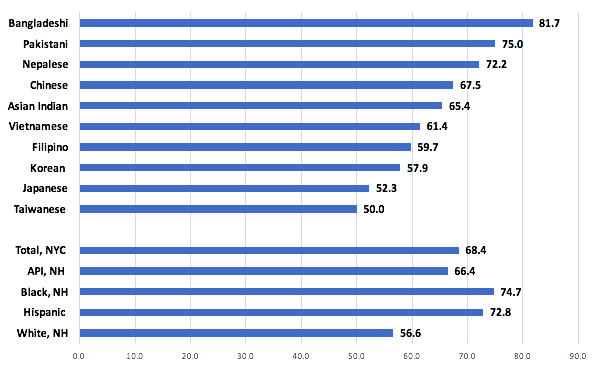 Bangladeshi 81.7
Pakistani 75.0
Nepalese 72.2
Chinese 67.5
Asian Indian 65.4
Vietnamese 61.4
Filipino 59.7
Korean 57.9
Japanese 52.3
Taiwanese 50.0
Total, NYC 68.4
API, NH 66.4
Black, NH 74.7
Hispanic 72.8
White, NH 56.6
0.0 10.0 20.0 30.0 40.0 50.0 60.0 70.0 80.0 90.0